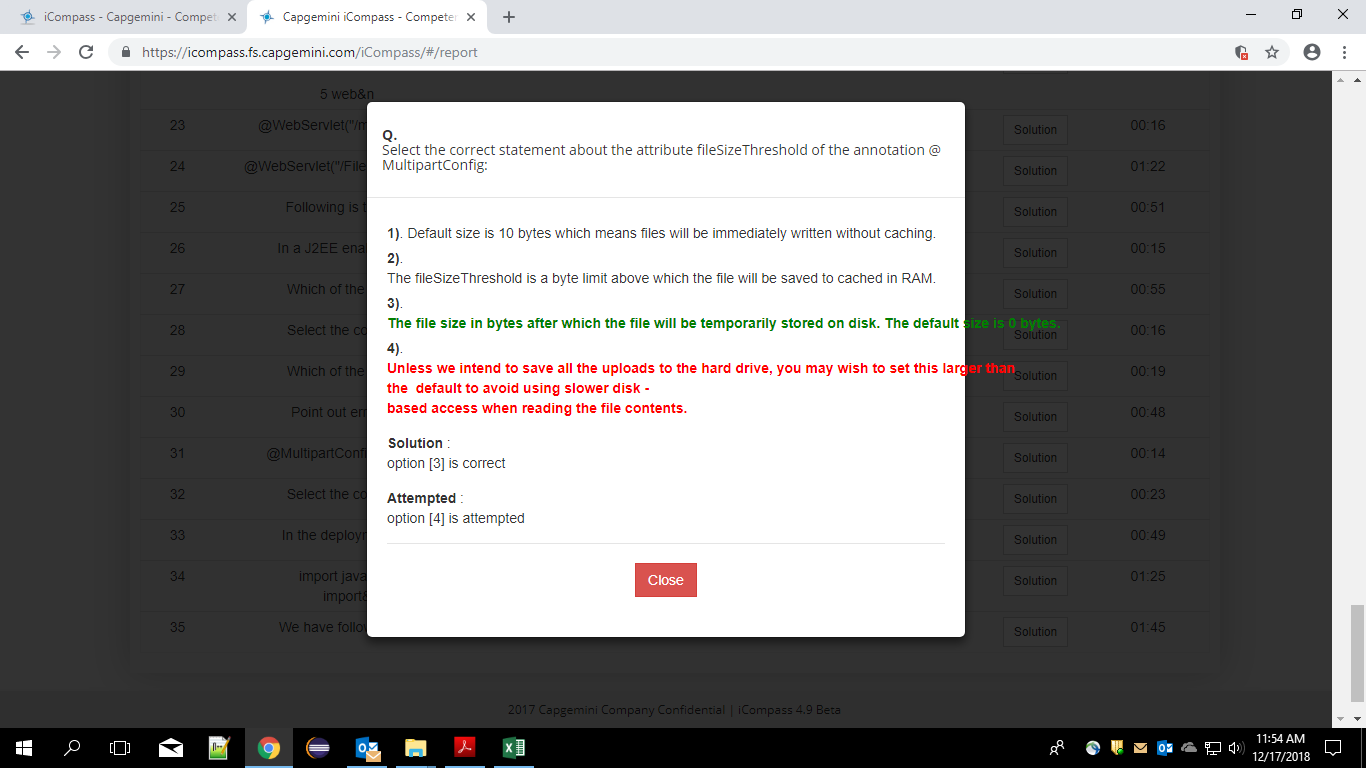 iCompass - Capgemini - Compet
Capgemini iCompass - Competen
https://icompass.fs.capgemini.com/iCompass/#/report
5 web&n
23 @WebServlet("/m Solution 00:16
24 @WebServlet("/File Solution 01:22
25 Following is t Solution 00:51
26 In a J2EE ena Solution 00:15
27 Which of the Solution 00:55
28 Select the co Solution 00:16
29 Which of the Solution 00:19
30 Point out err Solution 00:48
31 @MultipartConfi Solution 00:14
32 Select the co Solution 00:23
33 In the deploym Solution 00:49
34 import java Solution 01:25
import&
35 We have follow Solution 01:45
Q.
Select the correct statement about the attribute fileSizeThreshold of the annotation @
MultipartConfig:
1). Default size is 10 bytes which means files will be immediately written without caching.
2).
The fileSizeThreshold is a byte limit above which the file will be saved to cached in RAM.
3).
The file size in bytes after which the file will be temporarily stored on disk. The default size is 0 bytes.
4).
Unless we intend to save all the uploads to the hard drive, you may wish to set this larger than
the default to avoid using slower disk -
based access when reading the file contents.
Solution :
option [3] is correct
Attempted :
option [4] is attempted
Close
2017 Capgemini Company Confidential | iCompass 4.9 Beta
11:54 AM
12/17/2018